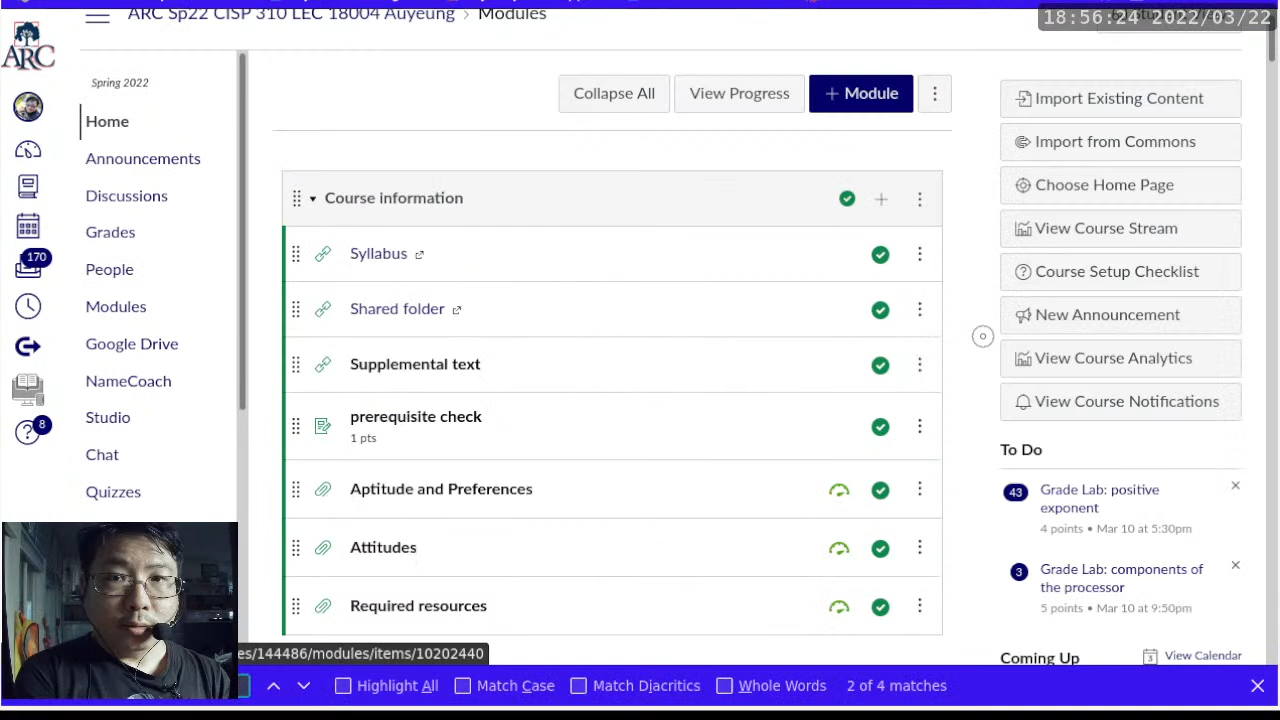 ARC Sp22 CISP 310 LEC 18004 Auyeung › Modules
18:56:24 2022/03/22
ARC
Spring 2022
Home
Announcements
Discussions
Grades
People
Modules
Google Drive
NameCoach
Studio
Chat
Quizzes
170
8
Collapse All
View Progress
+ Module
Course information
Syllabus
Shared folder
Supplemental text
prerequisite check
1 pts
Aptitude and Preferences
Attitudes
Required resources
Import Existing Content
Import from Commons
Choose Home Page
View Course Stream
Course Setup Checklist
New Announcement
View Course Analytics
View Course Notifications
To Do
43 Grade Lab: positive
exponent
4 points • Mar 10 at 5:30pm
3 Grade Lab: components of
the processor
5 points • Mar 10 at 9:50pm
Coming Up
View Calendar
es/144486/modules/items/10202440
Highlight All Match Case Match Diacritics Whole Words 2 of 4 matches